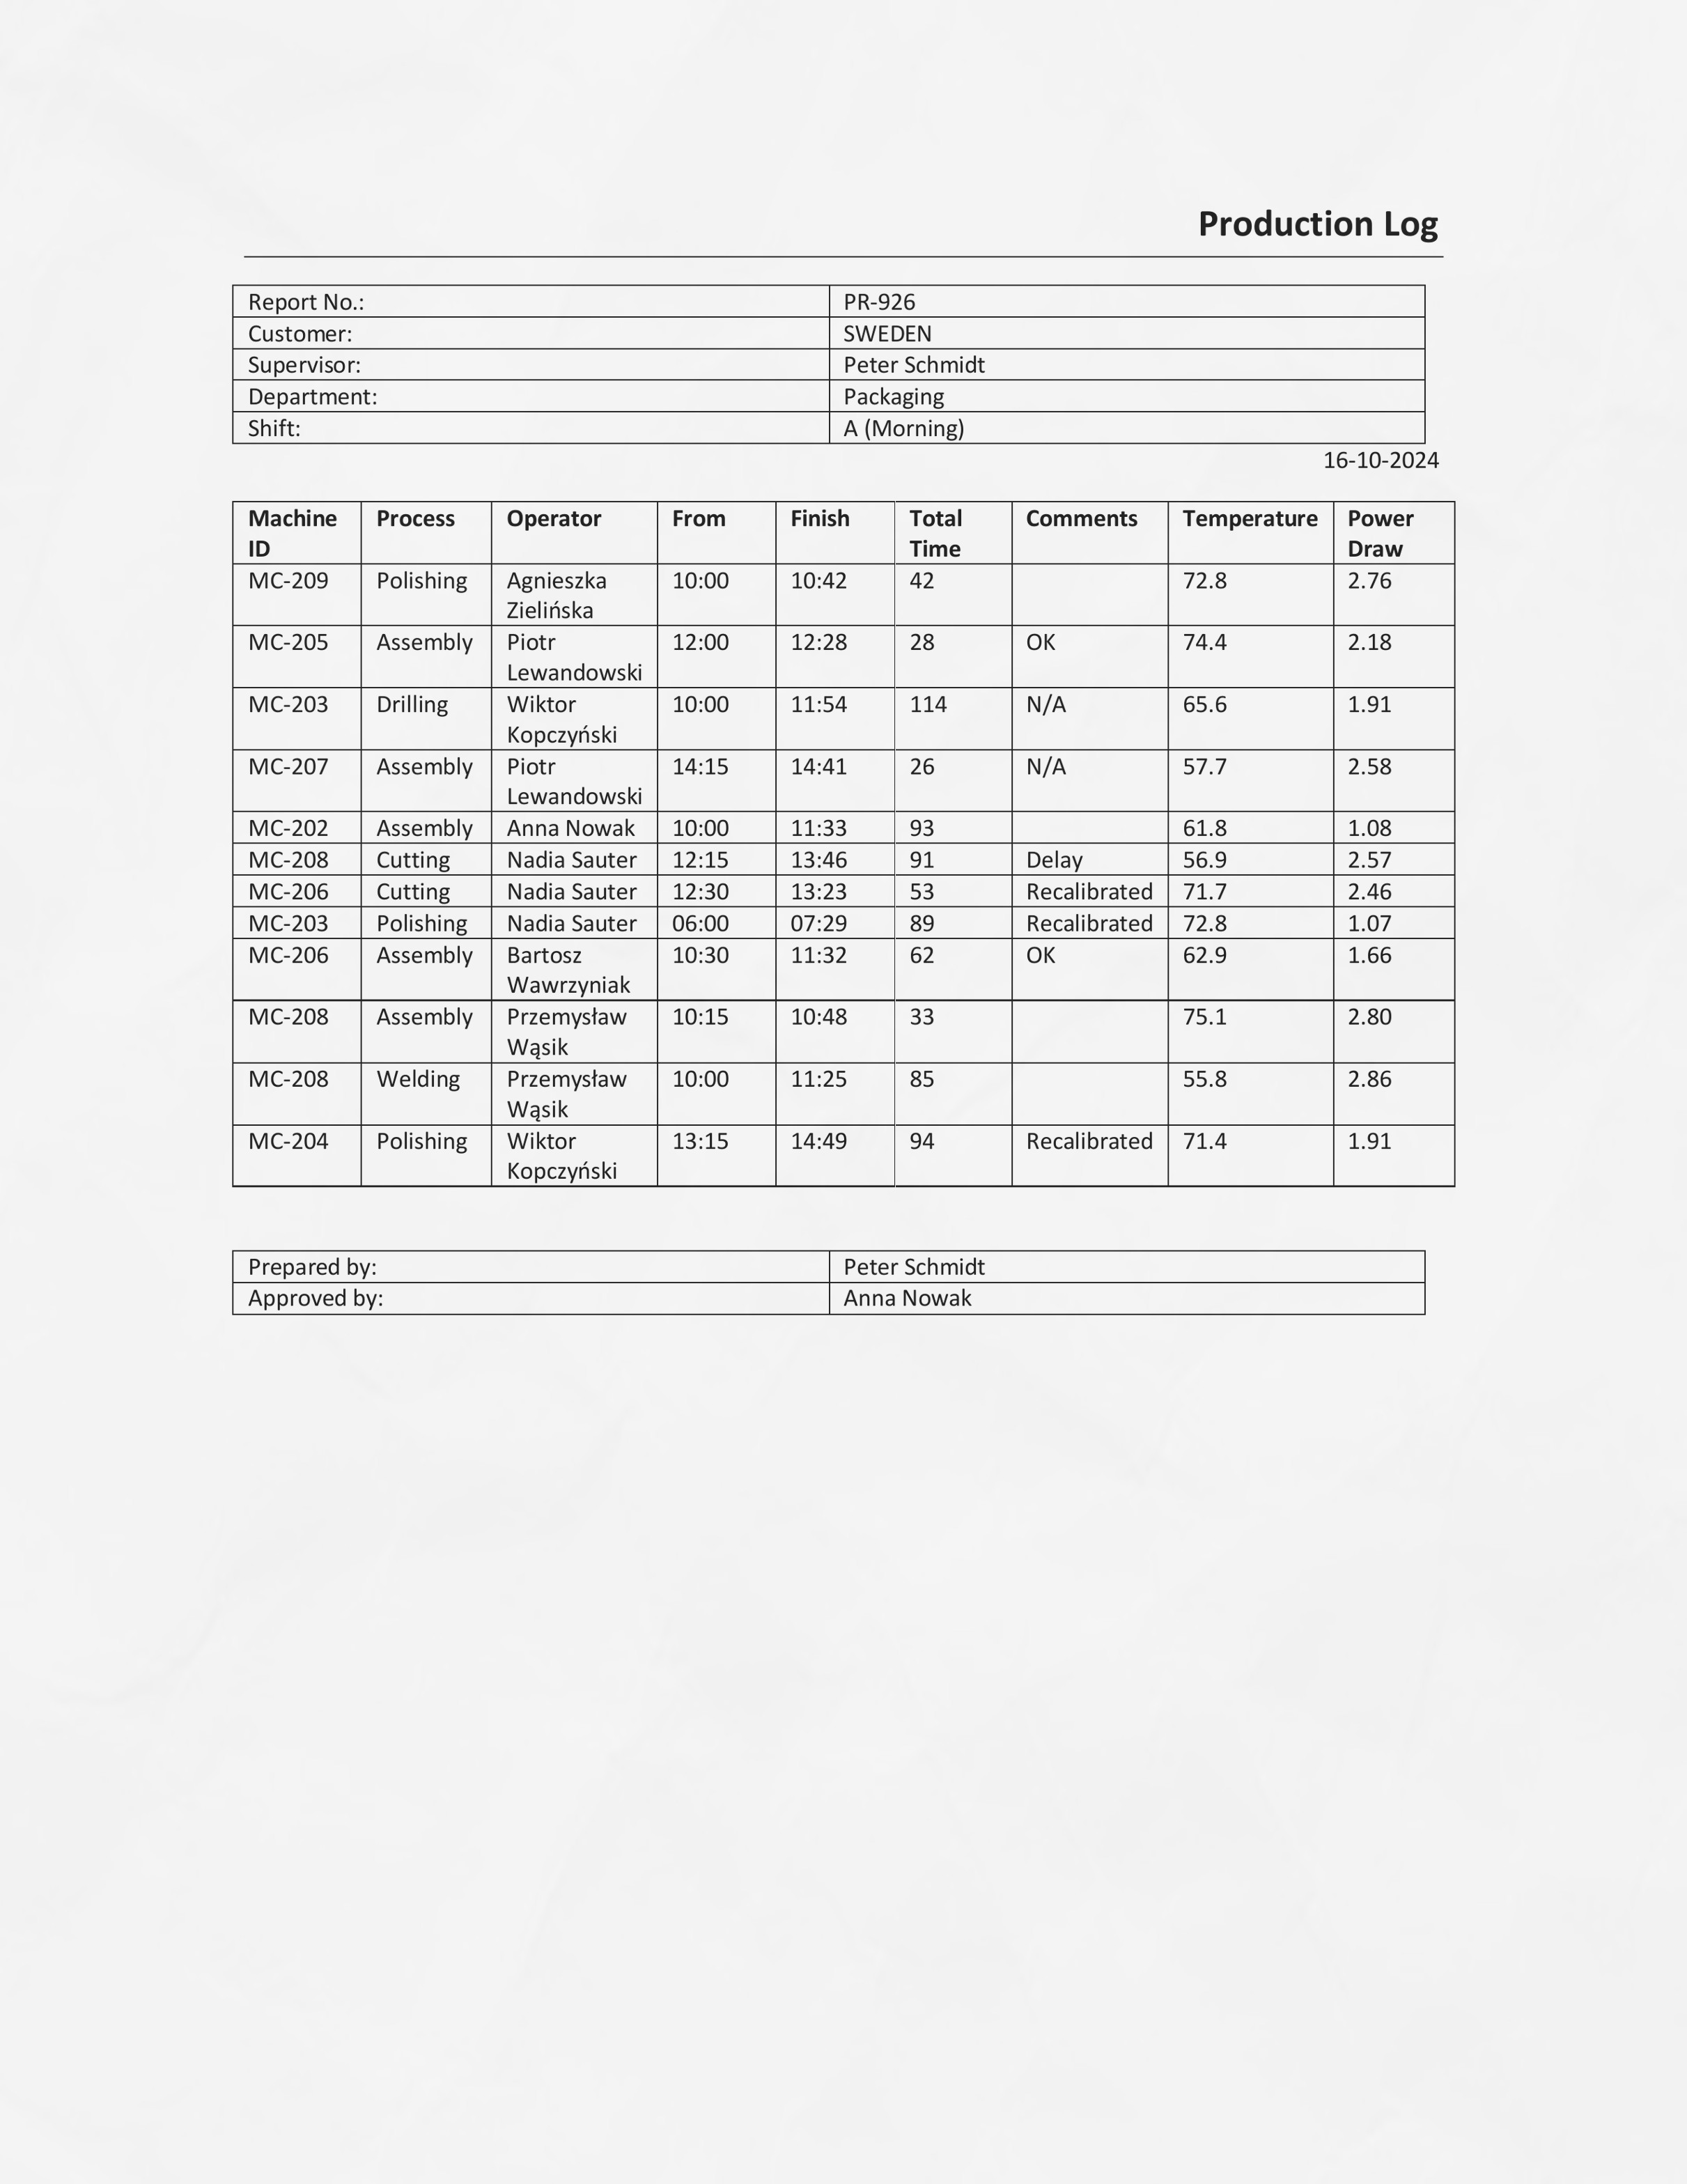 Production Log
Report No.: PR-926
Customer: SWEDEN
Supervisor: Peter Schmidt
Department: Packaging
Shift: A (Morning)
16-10-2024
Machine ID Process Operator From Finish Total Time Comments Temperature Power Draw
MC-209 Polishing Agnieszka Zielińska 10:00 10:42 42 72.8 2.76
MC-205 Assembly Piotr Lewandowski 12:00 12:28 28 OK 74.4 2.18
MC-203 Drilling Wiktor Kopczyński 10:00 11:54 114 N/A 65.6 1.91
MC-207 Assembly Piotr Lewandowski 14:15 14:41 26 N/A 57.7 2.58
MC-202 Assembly Anna Nowak 10:00 11:33 93 61.8 1.08
MC-208 Cutting Nadia Sauter 12:15 13:46 91 Delay 56.9 2.57
MC-206 Cutting Nadia Sauter 12:30 13:23 53 Recalibrated 71.7 2.46
MC-203 Polishing Nadia Sauter 06:00 07:29 89 Recalibrated 72.8 1.07
MC-206 Assembly Bartosz Wawrzyniak 10:30 11:32 62 OK 62.9 1.66
MC-208 Assembly Przemysław Wąsik 10:15 10:48 33 75.1 2.80
MC-208 Welding Przemysław Wąsik 10:00 11:25 85 55.8 2.86
MC-204 Polishing Wiktor Kopczyński 13:15 14:49 94 Recalibrated 71.4 1.91
Prepared by: Peter Schmidt
Approved by: Anna Nowak